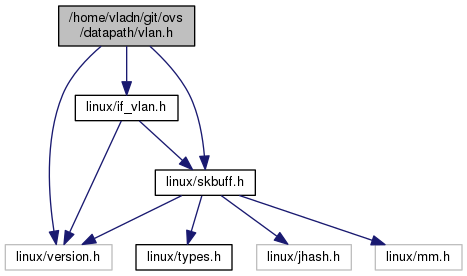 /home/vladn/git/ovs
/datapath/vlan.h
linux/if_vlan.h
linux/skbuff.h
linux/version.h
linux/types.h
linux/jhash.h
linux/mm.h